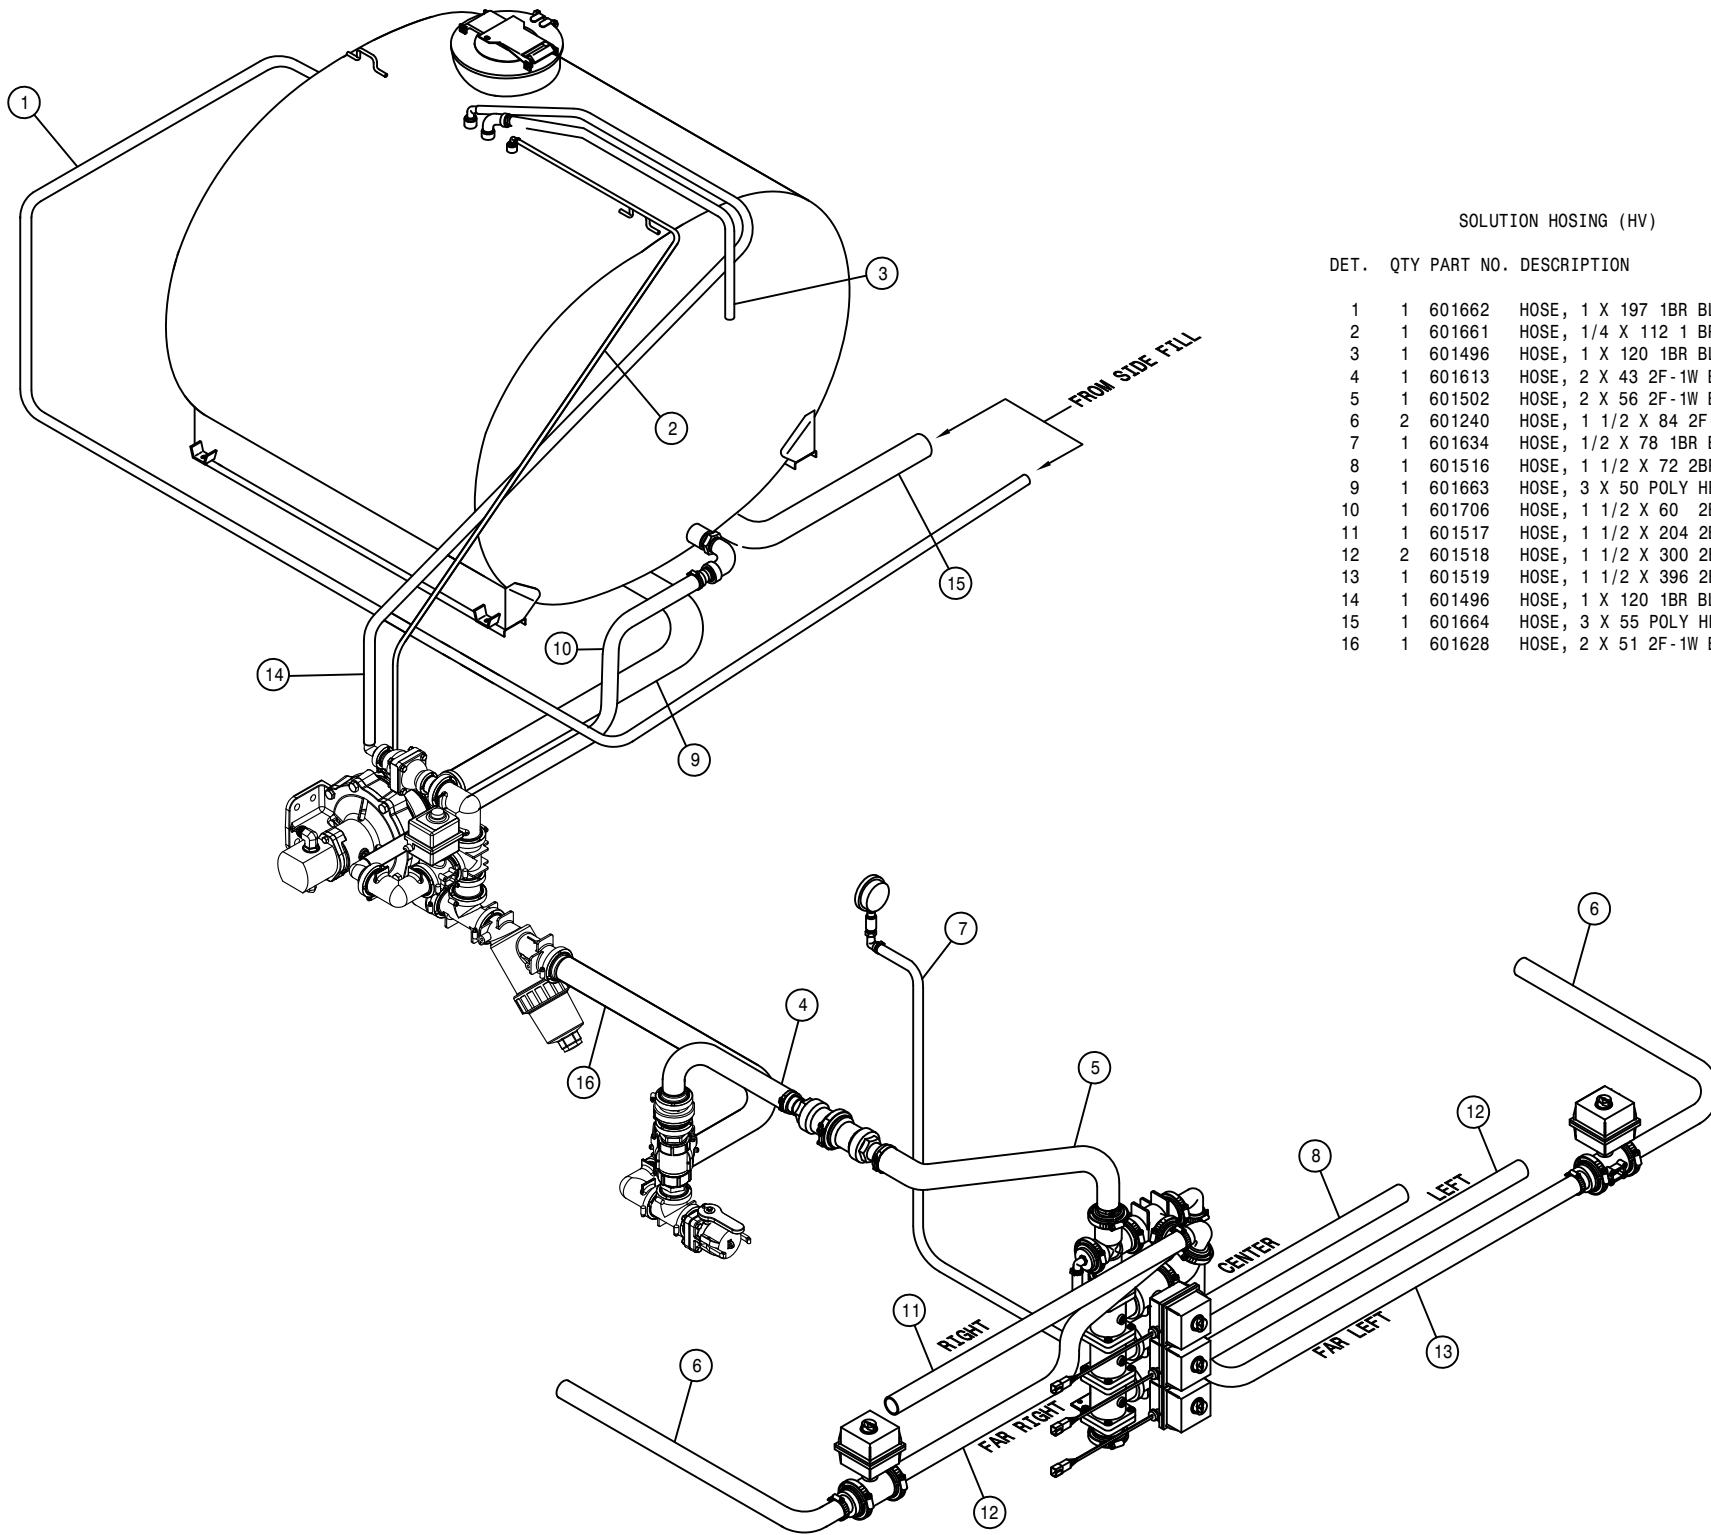 SOLUTION HOSING (HV)
DET. QTY PART NO. DESCRIPTION
1 1 601662 HOSE, 1 X 197 1BR
2 1 601661 HOSE, 1/4 X 112 1
3 1 601496 HOSE, 1 X 120 1BR
4 1 601613 HOSE, 2 X 43 2F-1W
5 1 601502 HOSE, 2 X 56 2F-1W
6 2 601240 HOSE, 1 1/2 X 84 2F
7 1 601634 HOSE, 1/2 X 78 1BR
8 1 601516 HOSE, 1 1/2 X 72
9 1 601663 HOSE, 3 X 50 POLY
10 1 601706 HOSE, 1 1/2 X 60
11 1 601517 HOSE, 1 1/2 X 204
12 2 601518 HOSE, 1 1/2 X 300
13 1 601519 HOSE, 1 1/2 X 396
14 1 601496 HOSE, 1 X 120 1BR
15 1 601664 HOSE, 3 X 55 POLY
16 1 601628 HOSE, 2 X 51 2F-1W
1
3
FROM SIDE FILL
2
15
10
14
9
6
7
4
5
16
12
8
LEFT
CENTER
11
RIGHT
FAR LEFT
13
6
FAR RIGHT
12